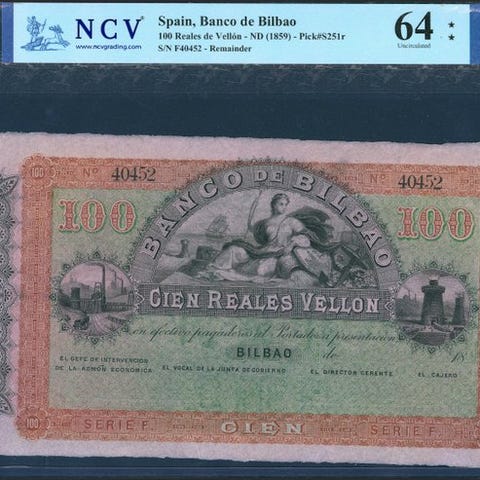 NCV
www.ncvgrading.com
Spain, Banco de Bilbao
100 Reales de Vellón - ND (1859) - Pick#S251r
S/N F40452 - Remainder
64 ★ ★
Uncirculated
100 Nº 40452 40452 100
BANCO DE BILBAO
100 100
CIEN REALES VELLON
en efectivo pagaderos al Portador á presentacion
BILBAO de 18
EL GEFE DE INTERVENCION
DE LA ADMÓN ECONOMICA
EL VOCAL DE LA JUNTA DE GOBIERNO
EL DIRECTOR GERENTE
EL CAJERO
100 SERIE F. CIEN SERIE F. 100